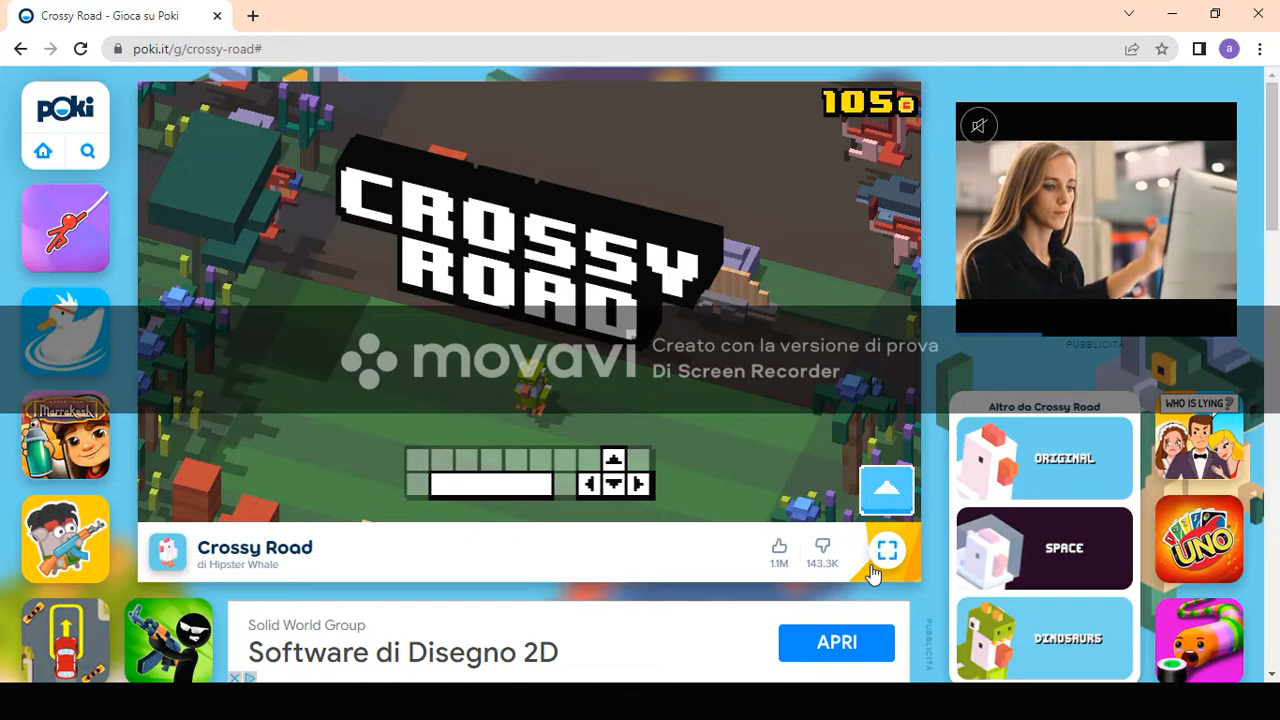 Crossy Road - Gioca su Poki
poki.it/g/crossy-road#
a
poki
105
CROSSY
ROAD
movavi
Creato con la versione di prova
Di Screen Recorder
PUBBLICITÀ
Altro da Crossy Road
ORIGINAL
SPACE
DINOSAURS
WHO IS LYING?
UNO
Marrakesh
Crossy Road
di Hipster Whale
1.1M
143.3K
Solid World Group
Software di Disegno 2D
APRI
PUBBLICITÀ